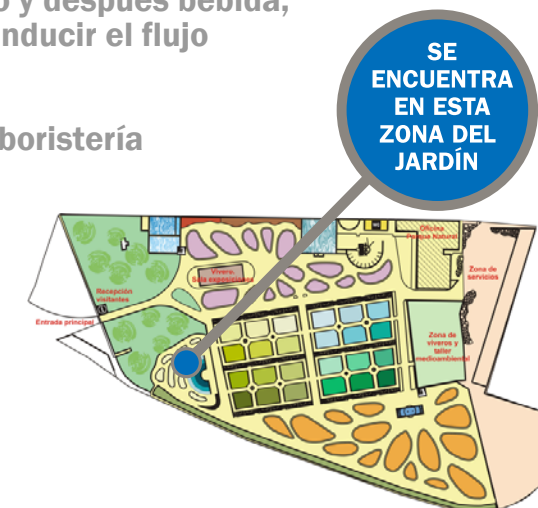 o y después bebida,
nducir el flujo
boristería
SE
ENCUENTRA
EN ESTA
ZONA DEL
JARDÍN
Oficina
Parque Natural
Vivero.
Sala exposiciones
Zona de
servicios
Recepción
visitantes
Entrada principal
Zona de
viveros y
taller
medioambiental